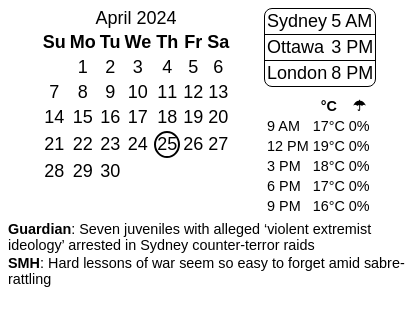 April 2024
Su Mo Tu We Th Fr Sa
1 2 3 4 5 6
7 8 9 10 11 12 13
14 15 16 17 18 19 20
21 22 23 24 25 26 27
28 29 30
Sydney 5 AM
Ottawa 3 PM
London 8 PM
°C ☂
9 AM 17°C 0%
12 PM 19°C 0%
3 PM 18°C 0%
6 PM 17°C 0%
9 PM 16°C 0%
Guardian: Seven juveniles with alleged ‘violent extremist
ideology’ arrested in Sydney counter-terror raids
SMH: Hard lessons of war seem so easy to forget amid sabre-
rattling